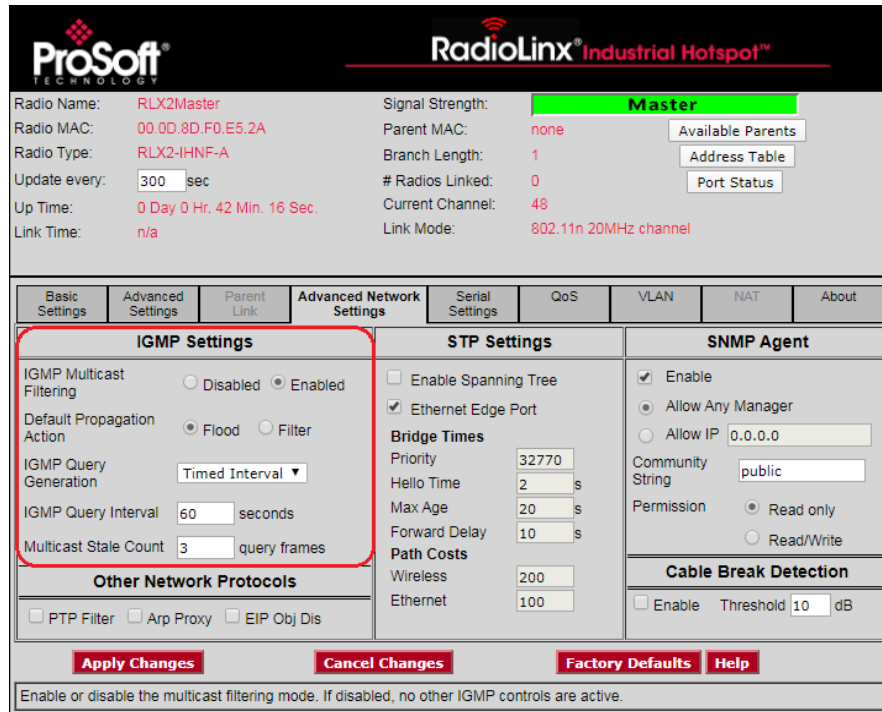 ProSoft®
TECHNOLOGY
RadioLinx® Industrial Hotspot™
Radio Name: RLX2Master
Radio MAC: 00.0D.8D.F0.E5.2A
Radio Type: RLX2-IHNF-A
Update every: 300 sec
Up Time: 0 Day 0 Hr. 42 Min. 16 Sec.
Link Time: n/a
Signal Strength: Master
Parent MAC: none Available Parents
Branch Length: 1 Address Table
# Radios Linked: 0 Port Status
Current Channel: 48
Link Mode: 802.11n 20MHz channel
Basic Settings
Advanced Settings
Parent Link
Advanced Network Settings
Serial Settings
QoS
VLAN
NAT
About
IGMP Settings
IGMP Multicast Filtering Disabled Enabled
Default Propagation Action Flood Filter
IGMP Query Generation Timed Interval
IGMP Query Interval 60 seconds
Multicast Stale Count 3 query frames
Other Network Protocols
PTP Filter Arp Proxy EIP Obj Dis
STP Settings
Enable Spanning Tree
Ethernet Edge Port
Bridge Times
Priority 32770
Hello Time 2 s
Max Age 20 s
Forward Delay 10 s
Path Costs
Wireless 200
Ethernet 100
SNMP Agent
Enable
Allow Any Manager
Allow IP 0.0.0.0
Community String public
Permission Read only
Read/Write
Cable Break Detection
Enable Threshold 10 dB
Apply Changes Cancel Changes Factory Defaults Help
Enable or disable the multicast filtering mode. If disabled, no other IGMP controls are active.